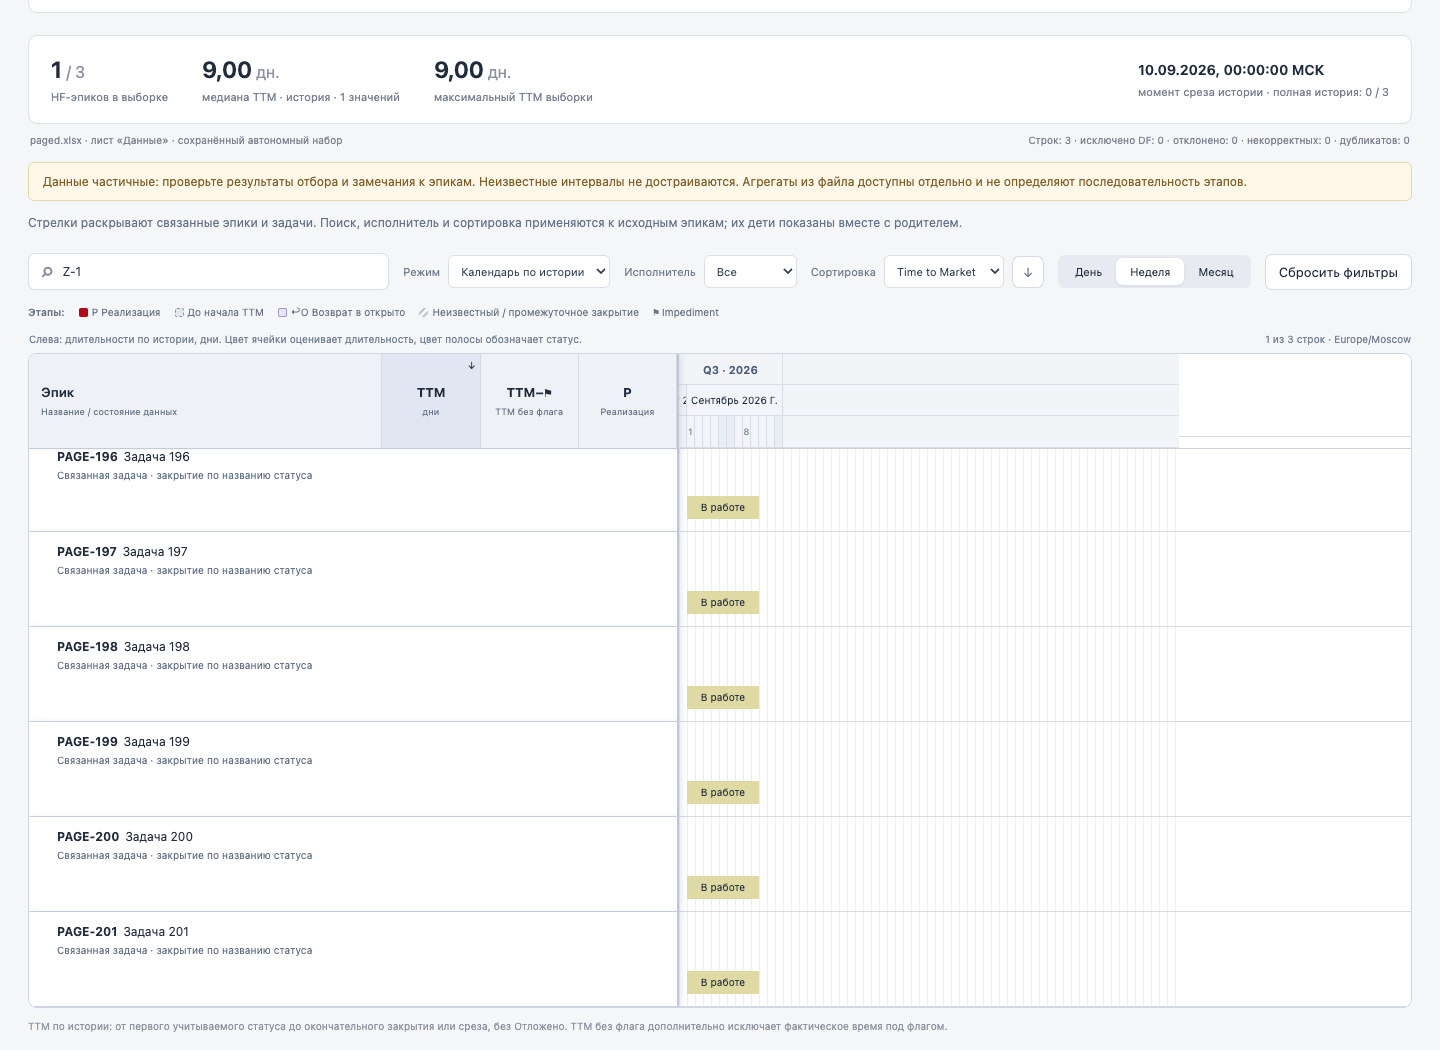 1 / 3
HF-эпиков в выборке
9,00 дн.
медиана TTM · история · 1 значений
9,00 дн.
максимальный TTM выборки
10.09.2026, 00:00:00 МСК
момент среза истории · полная история: 0 / 3
paged.xlsx · лист «Данные» · сохранённый автономный набор
Строк: 3 · исключено DF: 0 · отклонено: 0 · некорректных: 0 · дубликатов: 0
Данные частичные: проверьте результаты отбора и замечания к эпикам. Неизвестные интервалы не достраиваются. Агрегаты из файла доступны отдельно и не определяют последовательность этапов.
Стрелки раскрывают связанные эпики и задачи. Поиск, исполнитель и сортировка применяются к исходным эпикам; их дети показаны вместе с родителем.
Z-1
Режим
Календарь по истории
Исполнитель
Все
Сортировка
Time to Market
↓
День
Неделя
Месяц
Сбросить фильтры
Этапы:
Р Реализация
До начала TTM
↩О Возврат в открыто
Неизвестный / промежуточное закрытие
⚑ Impediment
Слева: длительности по истории, дни. Цвет ячейки оценивает длительность, цвет полосы обозначает статус.
1 из 3 строк · Europe/Moscow
Эпик
Название / состояние данных
↓
TTM
дни
TTM−⚑
TTM без флага
Р
Реализация
Q3 · 2026
Сентябрь 2026 г.
1
8
PAGE-196 Задача 196
Связанная задача · закрытие по названию статуса
В работе
PAGE-197 Задача 197
Связанная задача · закрытие по названию статуса
В работе
PAGE-198 Задача 198
Связанная задача · закрытие по названию статуса
В работе
PAGE-199 Задача 199
Связанная задача · закрытие по названию статуса
В работе
PAGE-200 Задача 200
Связанная задача · закрытие по названию статуса
В работе
PAGE-201 Задача 201
Связанная задача · закрытие по названию статуса
В работе
TTM по истории: от первого учитываемого статуса до окончательного закрытия или среза, без Отложено. TTM без флага дополнительно исключает фактическое время под флагом.